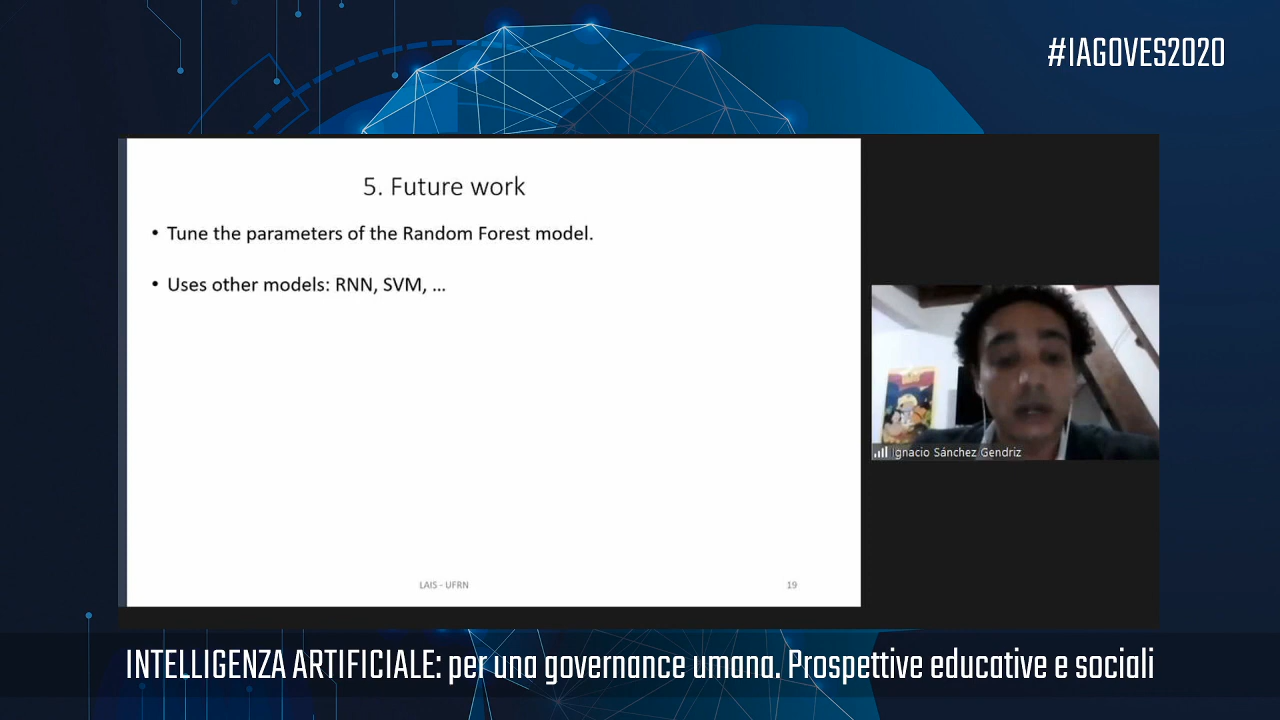 #IAGOVES2020
5. Future work
• Tune the parameters of the Random Forest model.
• Uses other models: RNN, SVM, ...
LAIS - UFRN
19
Ignacio Sánchez Gendriz
INTELLIGENZA ARTIFICIALE: per una governance umana. Prospettive educative e sociali